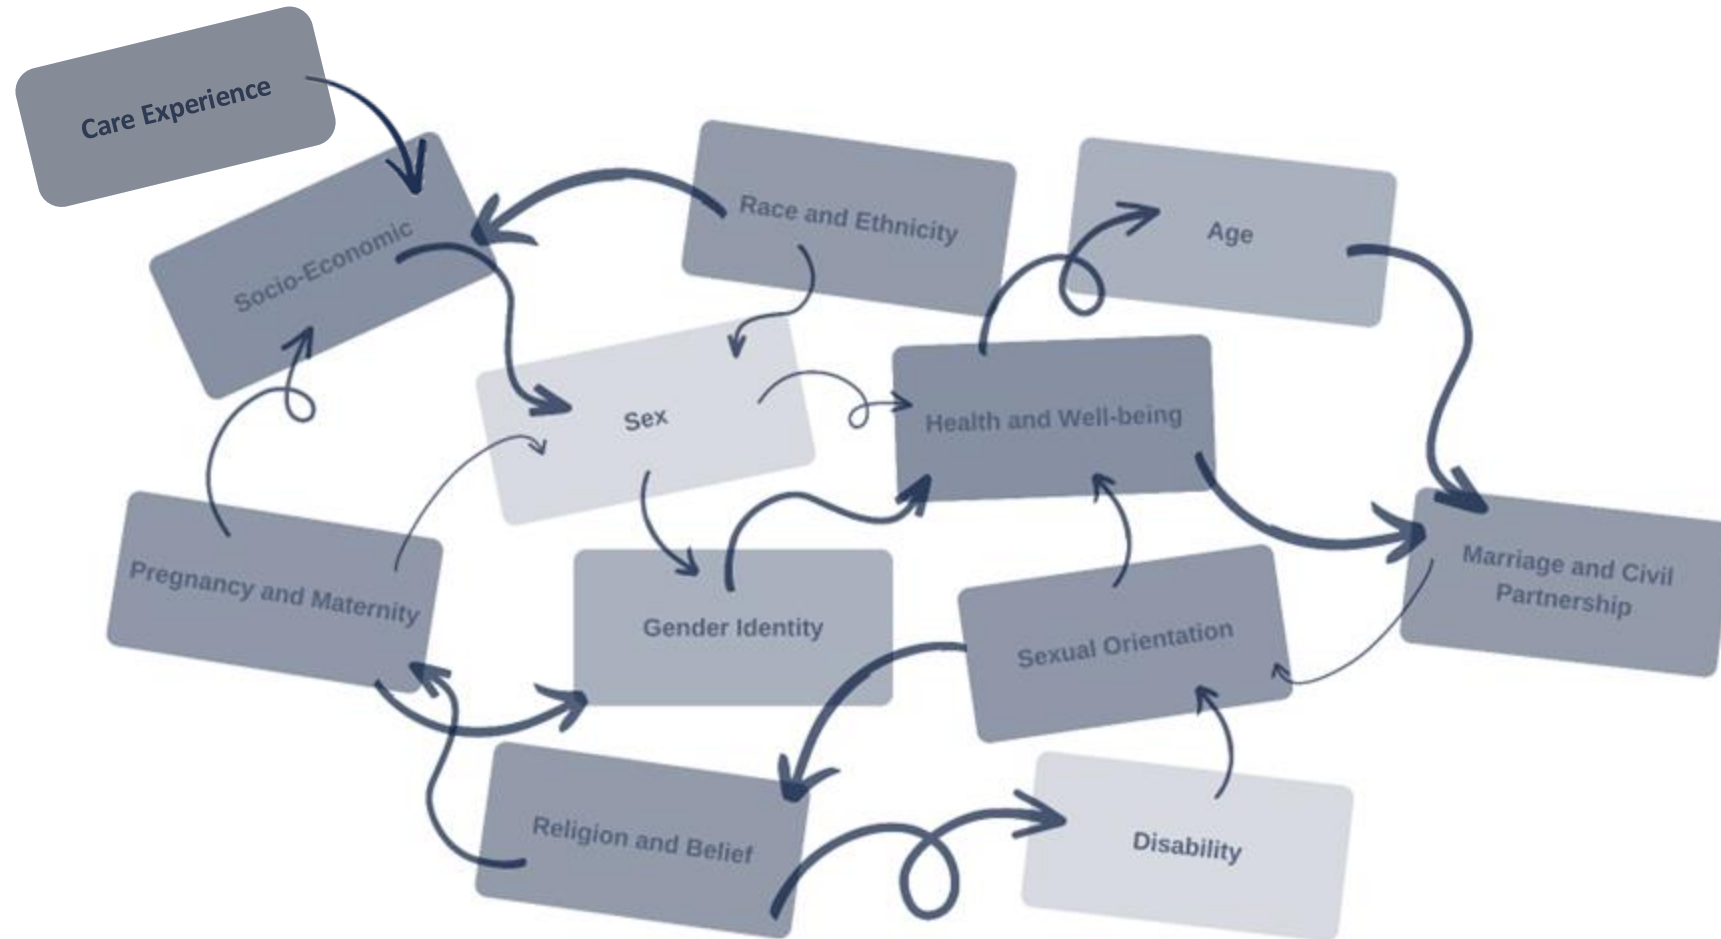 Care Experience
Socio-Economic
Race and Ethnicity
Age
Sex
Health and Well-being
Pregnancy and Maternity
Gender Identity
Sexual Orientation
Marriage and Civil
Partnership
Religion and Belief
Disability